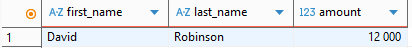 A-Z first_name A-Z last_name 123 amount
1 David Robinson 12 000